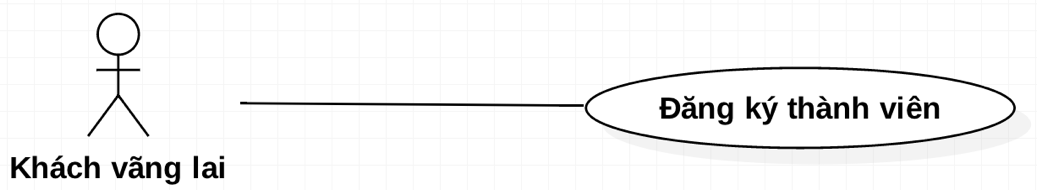 Đăng ký thành viên
Khách vãng lai